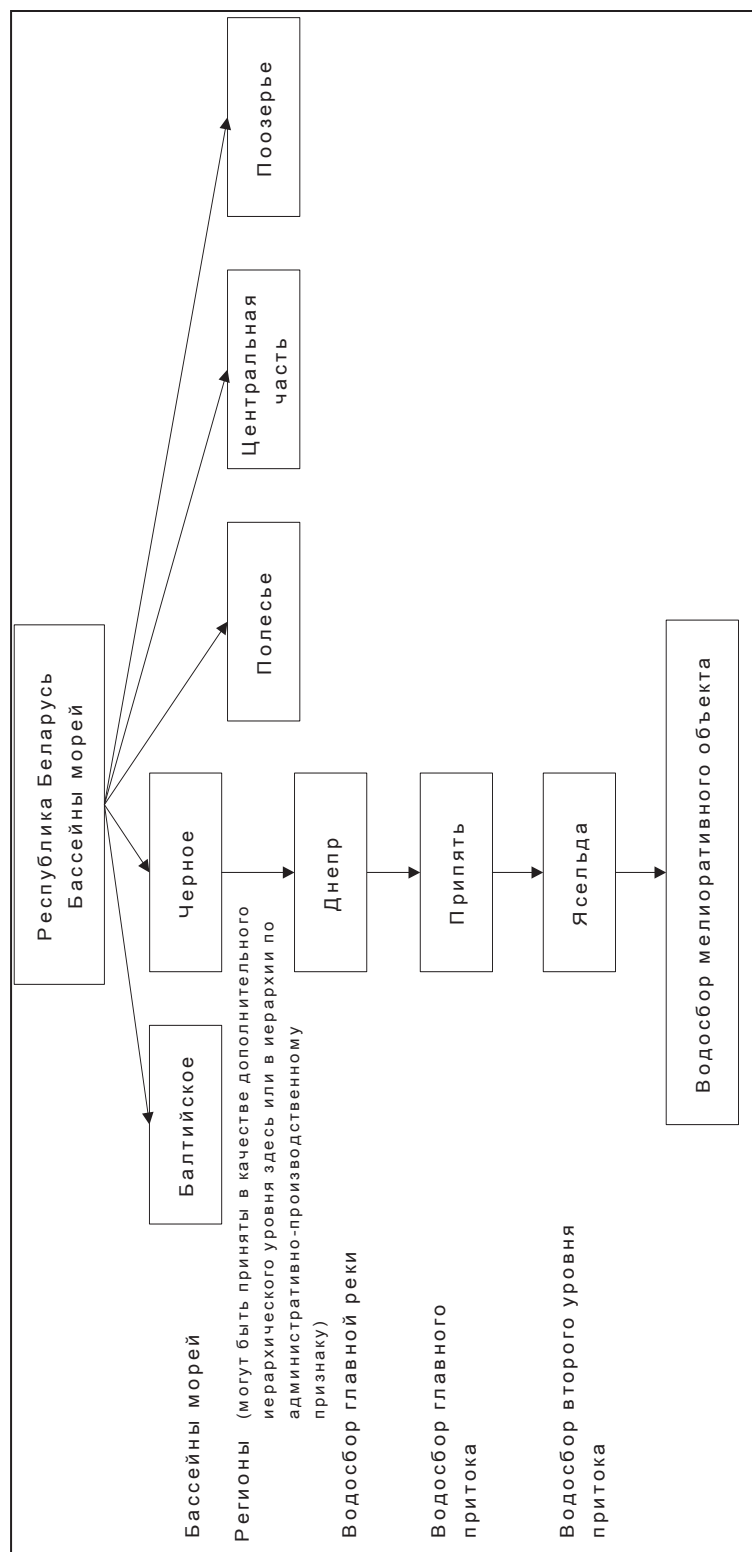 Республика Беларусь
Бассейны морей
Бассейны морей
Балтийское
Черное
Регионы (могут быть приняты в качестве дополнительного
иерархического уровня здесь или в иерархии по
административно-производственному
признаку)
Полесье
Центральная
часть
Поозерье
Водосбор главной реки
Днепр
Водосбор главного
притока
Припять
Водосбор второго уровня
притока
Ясельда
Водосбор мелиоративного объекта